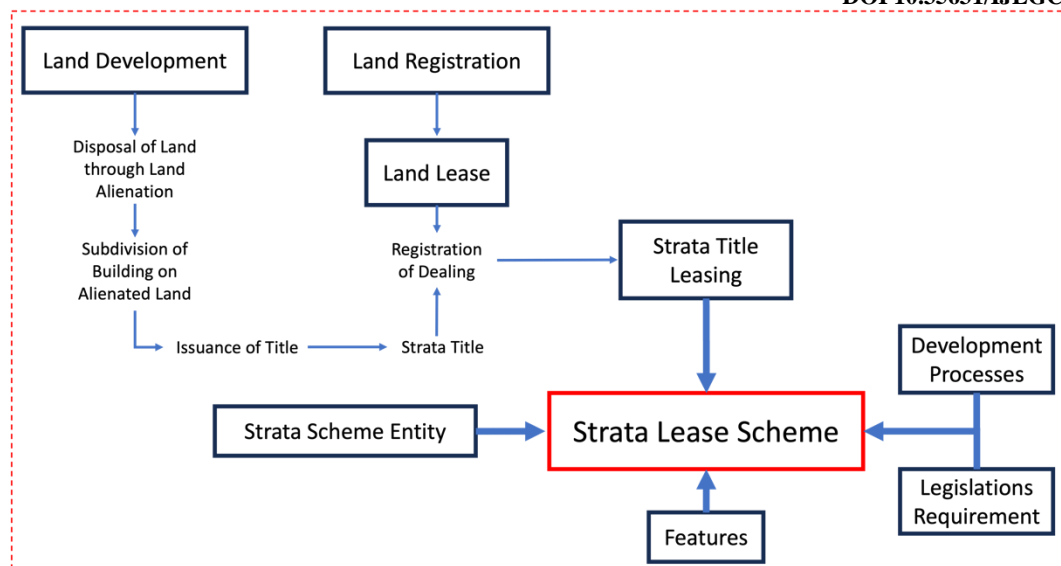 Land Development
Land Registration
Disposal of Land
through Land
Alienation
Land Lease
Subdivision of
Building on
Alienated Land
Registration
of Dealing
Strata Title
Leasing
Issuance of Title
Strata Title
Development
Processes
Strata Scheme Entity
Strata Lease Scheme
Legislations
Requirement
Features